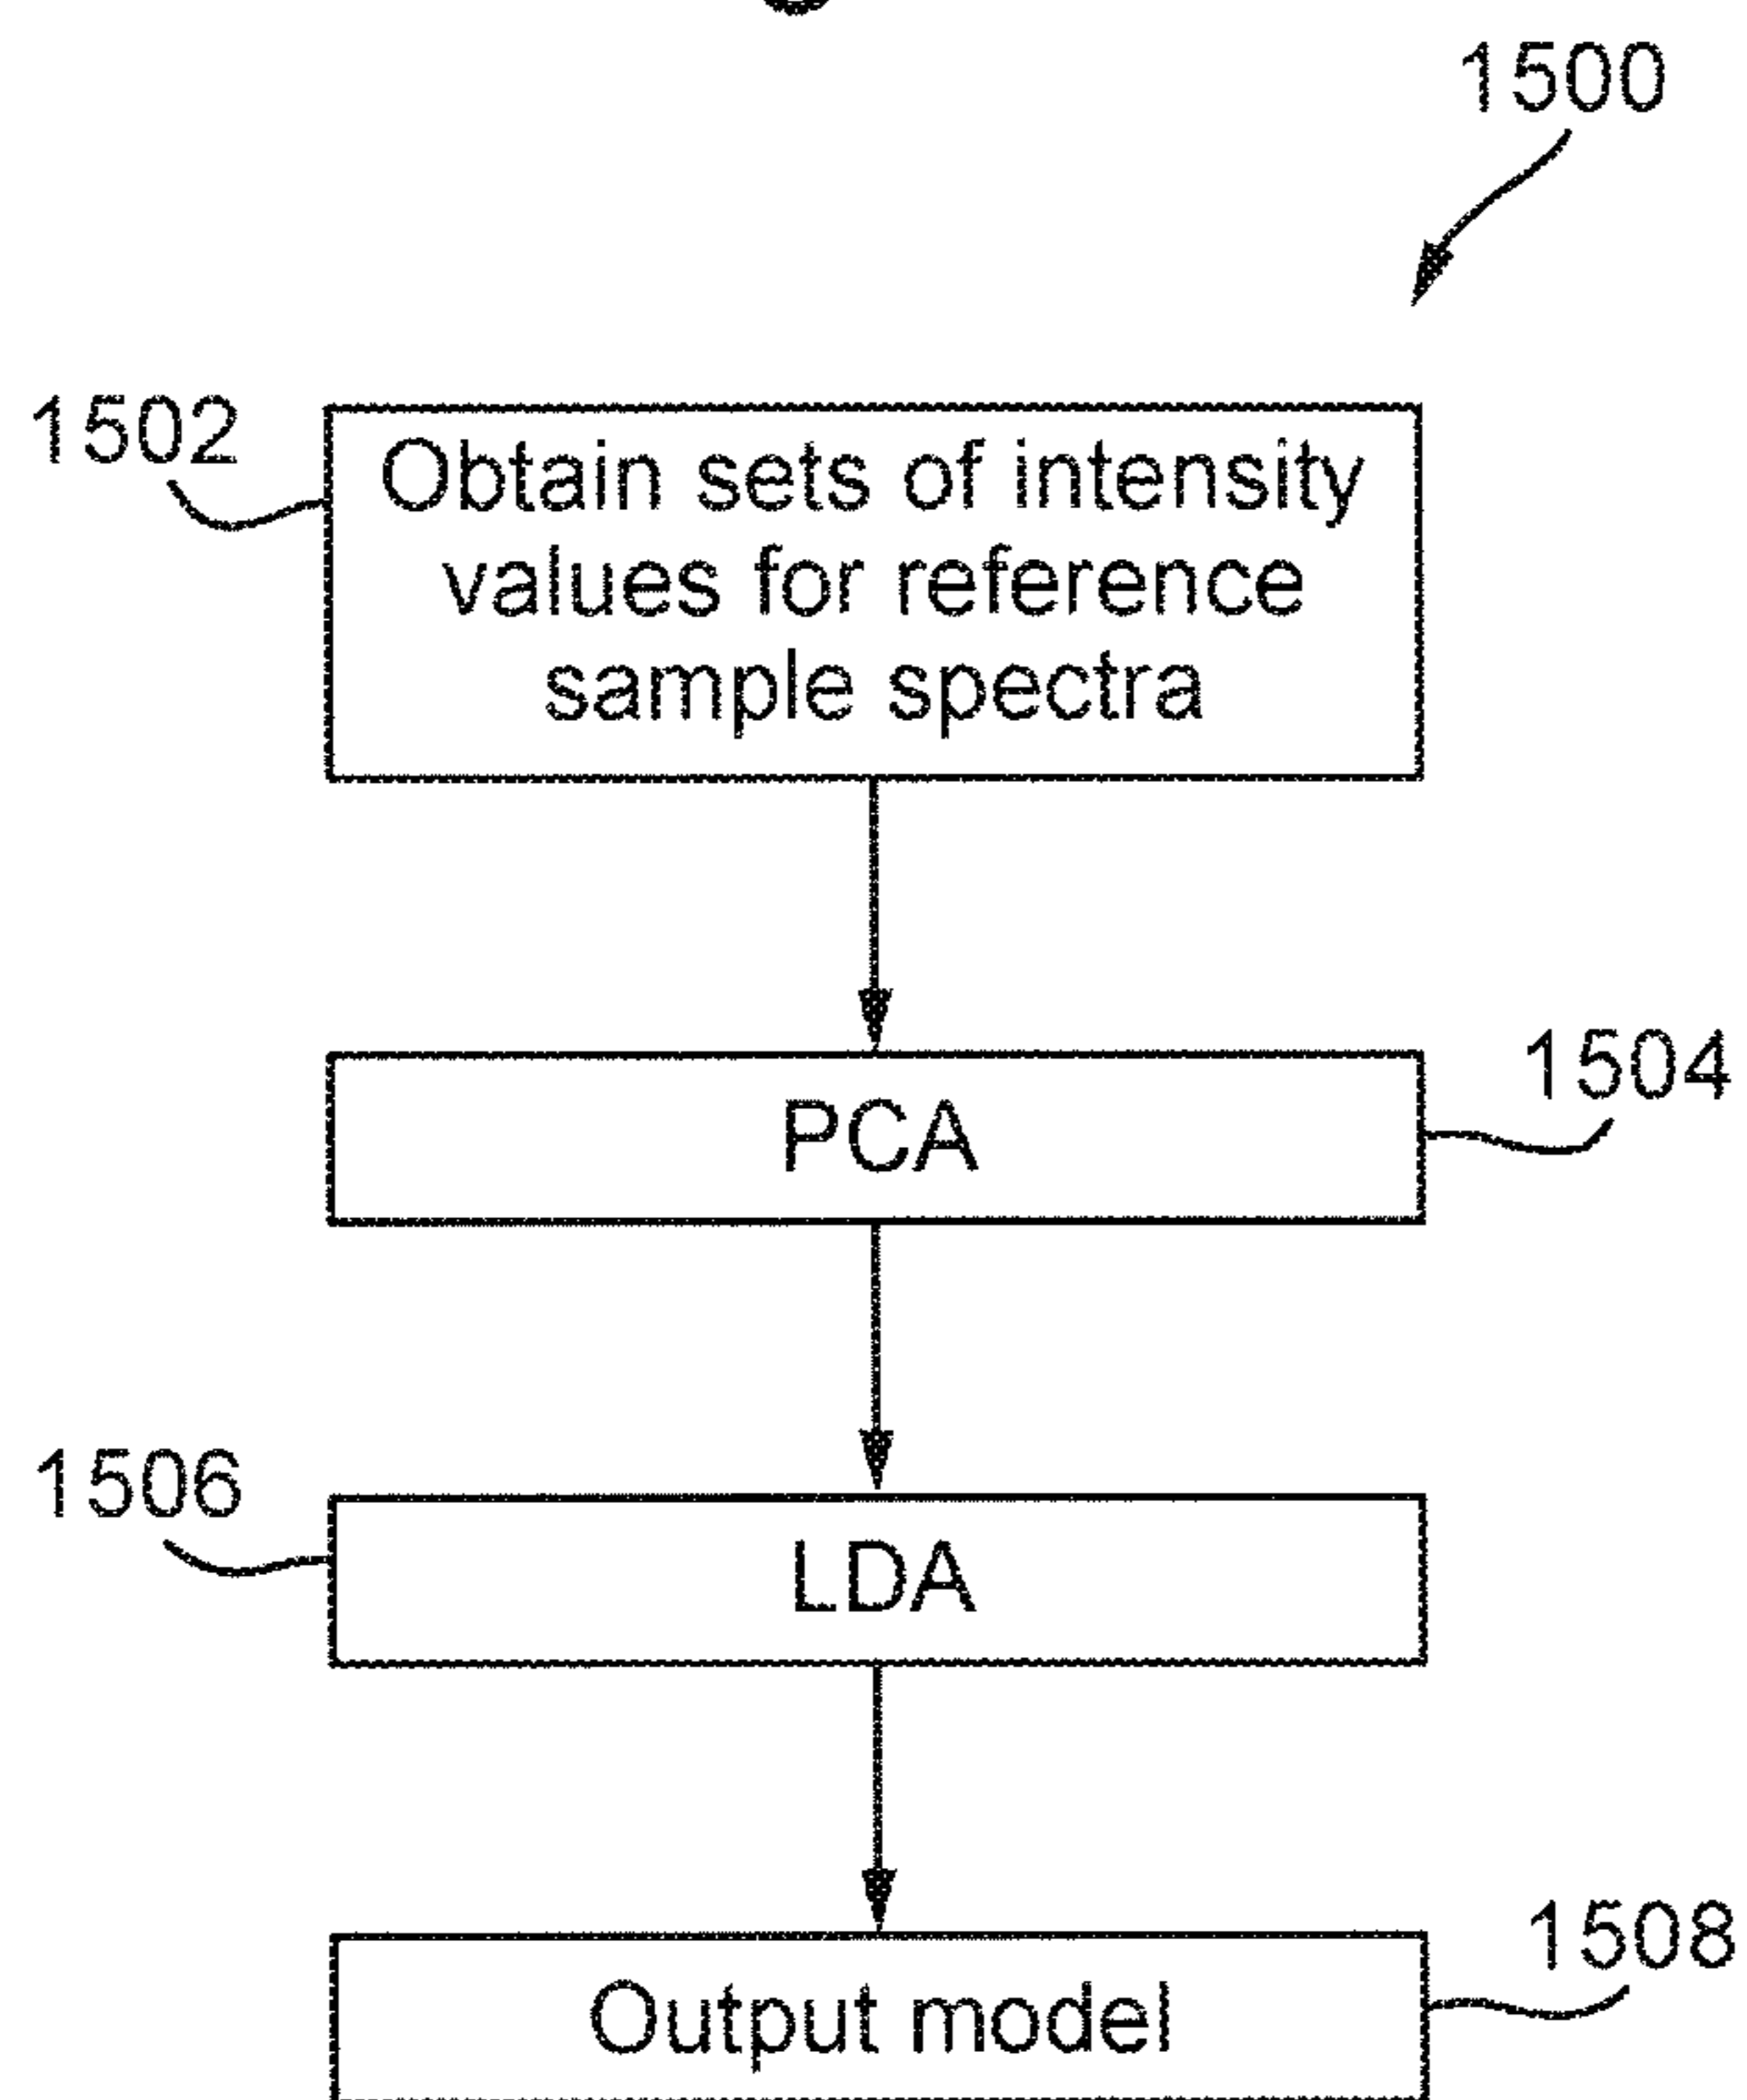 1500
1502
Obtain sets of intensity
values for reference
sample spectra
1504
PCA
1506
LDA
1508
Output model